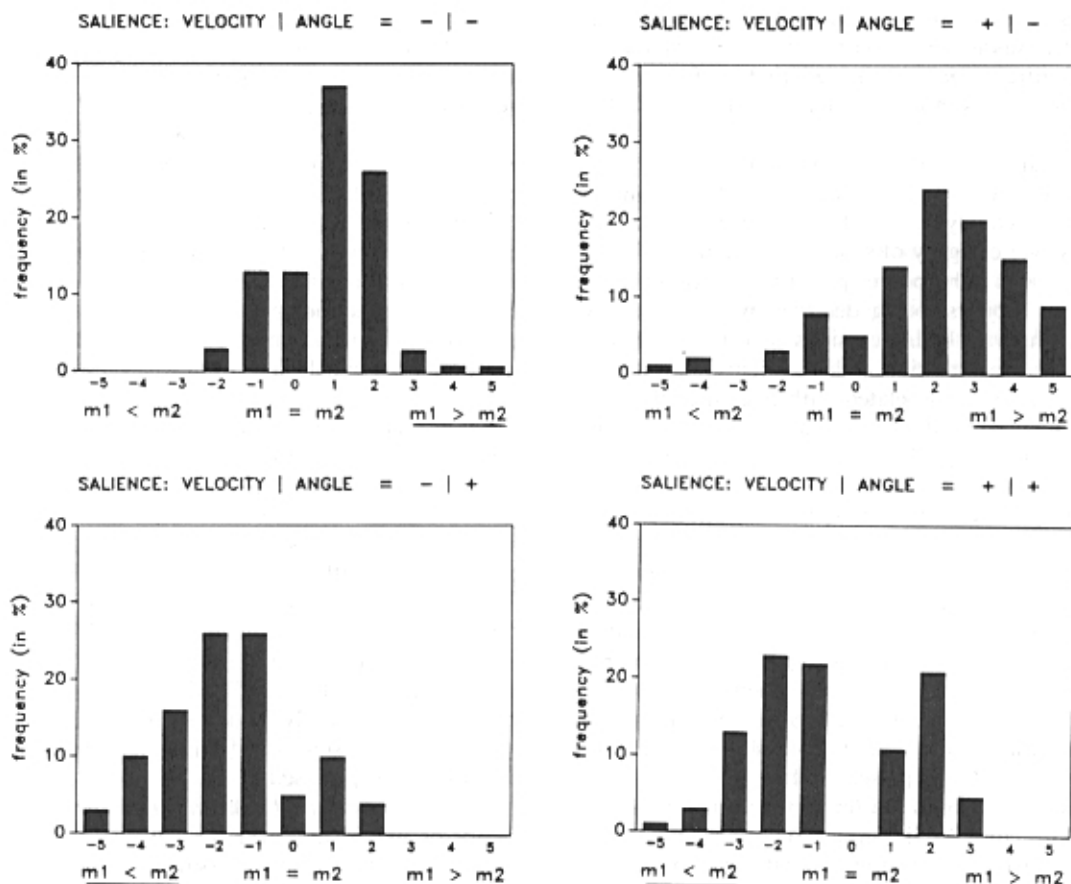 SALIENCE: VELOCITY | ANGLE = - | -
40
30
20
10
0
frequency (in %)
-5 -4 -3 -2 -1 0 1 2 3 4 5
m1 < m2 m1 = m2 m1 > m2
SALIENCE: VELOCITY | ANGLE = + | -
40
30
20
10
0
frequency (in %)
-5 -4 -3 -2 -1 0 1 2 3 4 5
m1 < m2 m1 = m2 m1 > m2
SALIENCE: VELOCITY | ANGLE = - | +
40
30
20
10
0
frequency (in %)
-5 -4 -3 -2 -1 0 1 2 3 4 5
m1 < m2 m1 = m2 m1 > m2
SALIENCE: VELOCITY | ANGLE = + | +
40
30
20
10
0
frequency (in %)
-5 -4 -3 -2 -1 0 1 2 3 4 5
m1 < m2 m1 = m2 m1 > m2